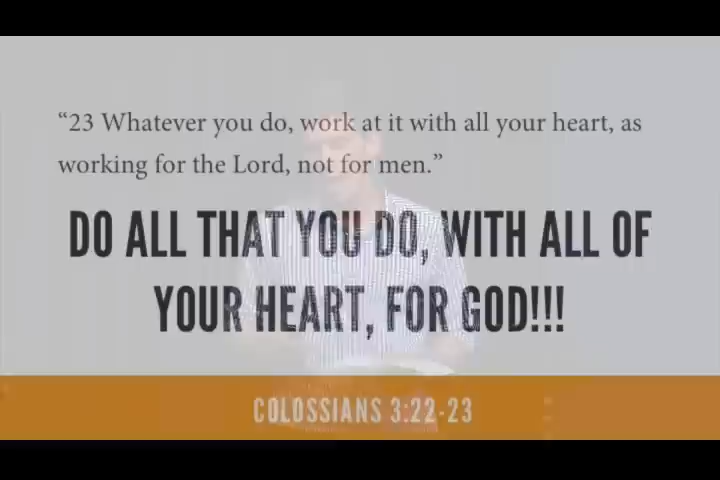 “23 Whatever you do, work at it with all your heart, as
working for the Lord, not for men.”
DO ALL THAT YOU DO, WITH ALL OF
YOUR HEART, FOR GOD!!!
COLOSSIANS 3:22-23